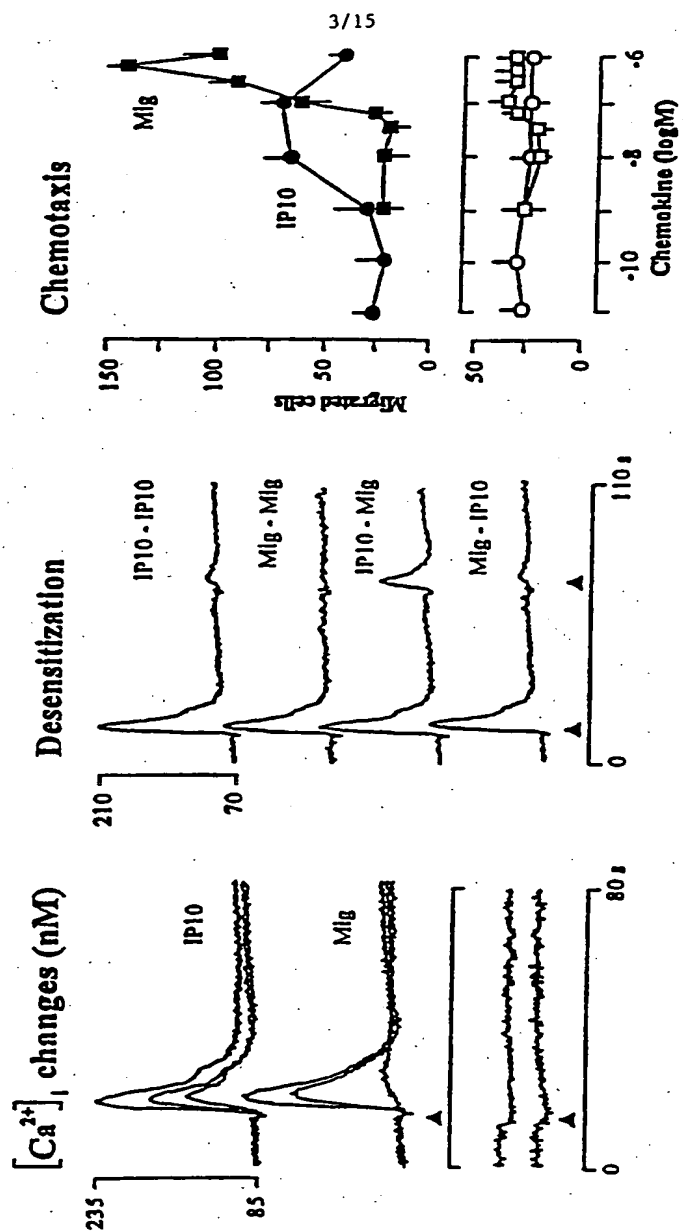 3/15
[Ca²⁺]ᵢ changes (nM)
235
85
IP10
Mig
0
80 s
Desensitization
210
70
IP10 - IP10
Mig - Mig
IP10 - Mig
Mig - IP10
0
110 s
Chemotaxis
Migrated cells
150
100
50
0
Mig
IP10
50
0
-10
-8
-7
-6
Chemokine (logM)